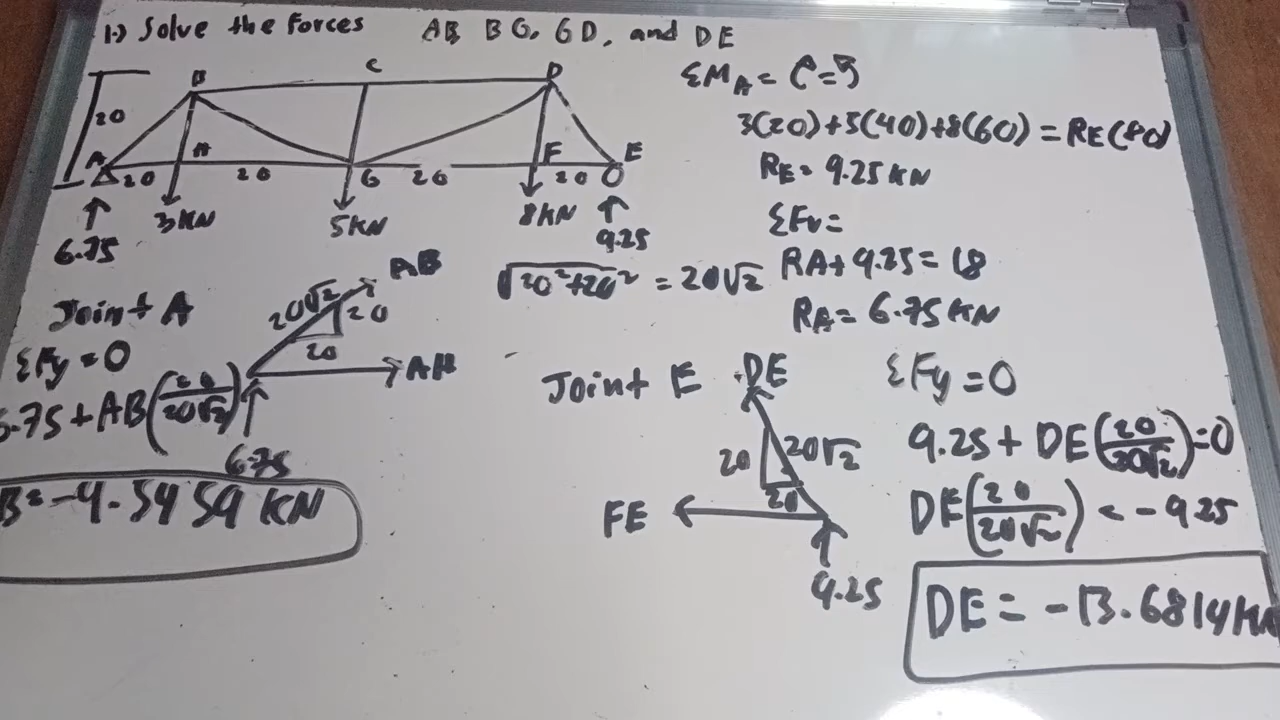 1.) Solve the forces AB, BG, GD, and DE
B C D
20
A H G F E
20 20 20 20
6.75 3KN 5KN 8KN 9.25
ΣMA =
3(20)+5(40)+8(60) = RE(80)
RE = 9.25 KN
ΣFv =
RA + 9.25 = 18
RA = 6.75 KN
√20²+20² = 20√2
Joint A
ΣFy = 0
20√2 20 AB
20 AH
6.75
6.75 + AB(20/20√2)
B = -9.5459 KN
Joint E
DE
20 20√2
20
FE
9.25
ΣFy = 0
9.25 + DE(20/20√2) = 0
DE(20/20√2) = -9.25
DE = -13.6814 KN